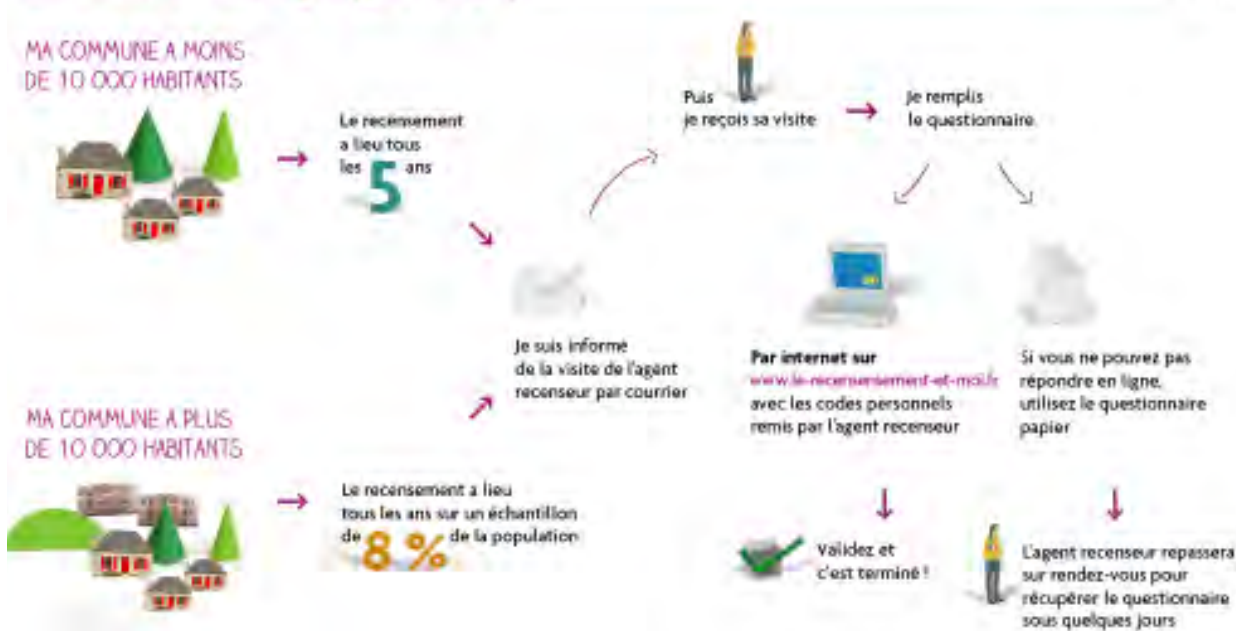 MA COMMUNE A MOINS
DE 10 000 HABITANTS
Le recensement
a lieu tous
les 5 ans
MA COMMUNE A PLUS
DE 10 000 HABITANTS
Le recensement a lieu
tous les ans sur un échantillon
de 8 % de la population
Je suis informé
de la visite de l'agent
recenseur par courrier
Puis
je reçois sa visite
Je remplis
le questionnaire
Par internet sur
www.le-recensement-et-moi.fr
avec les codes personnels
remis par l'agent recenseur
Validez et
c'est terminé !
Si vous ne pouvez pas
répondre en ligne,
utilisez le questionnaire
papier
L'agent recenseur repassera
sur rendez-vous pour
récupérer le questionnaire
sous quelques jours